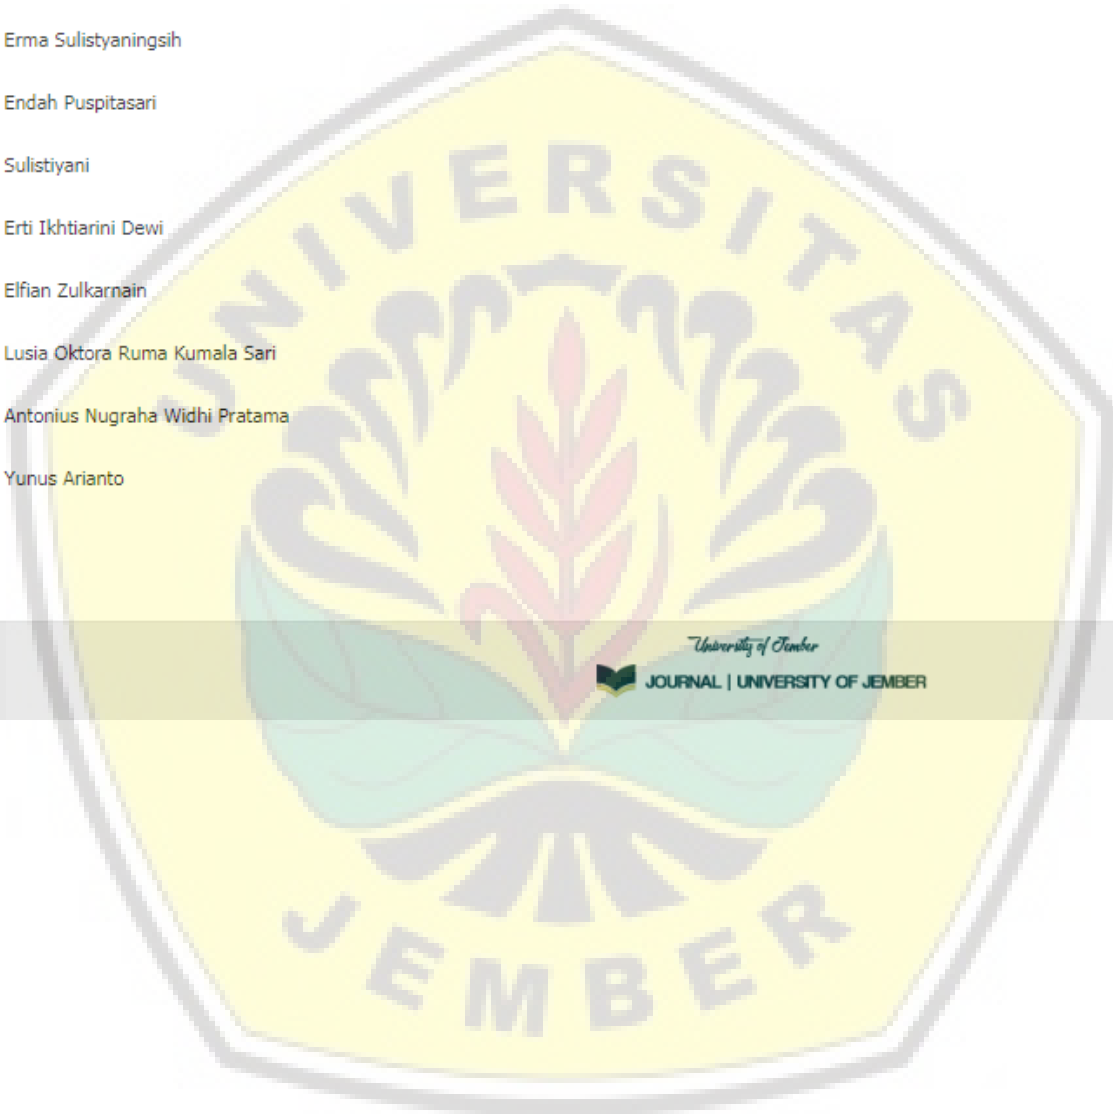 Erma Sulistyaningsih
Endah Puspitasari
Sulistiyani
Erti Ikhtiarini Dewi
Elfian Zulkarnain
Lusia Oktora Ruma Kumala Sari
Antonius Nugraha Widhi Pratama
Yunus Arianto
University of Jember
JOURNAL | UNIVERSITY OF JEMBER
UNIVERSITAS
JEMBER